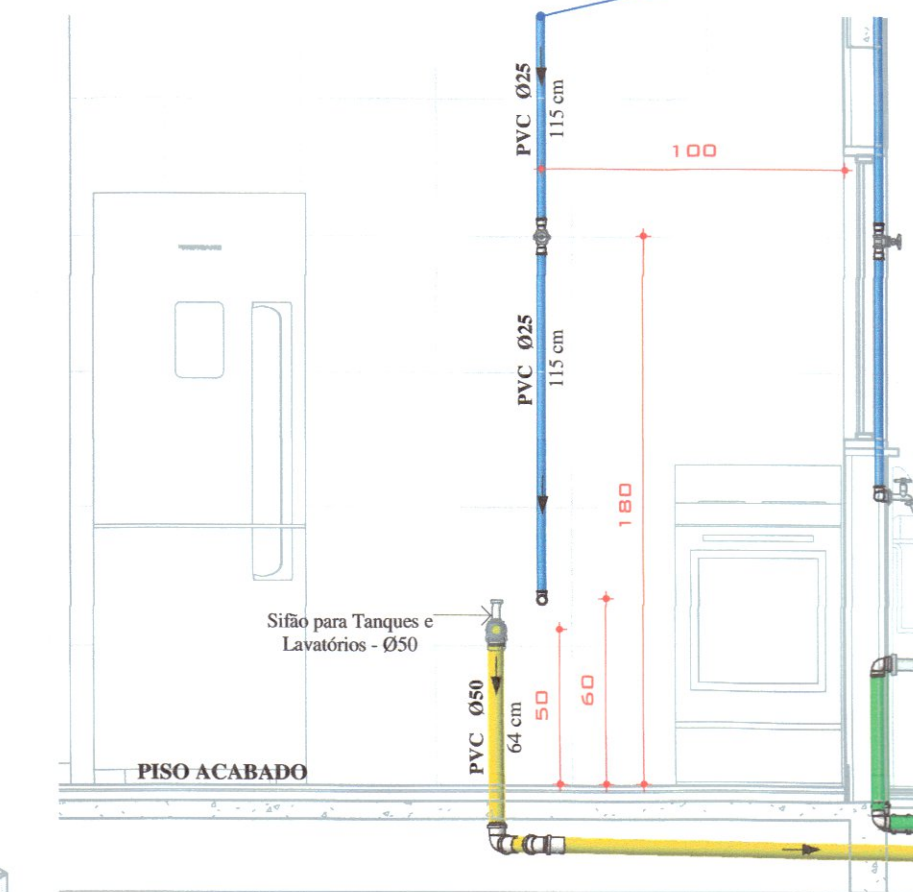 PVC Ø25
115 cm
100
PVC Ø25
115 cm
180
Sifão para Tanques e
Lavatórios - Ø50
PVC Ø50
64 cm
50
60
PISO ACABADO